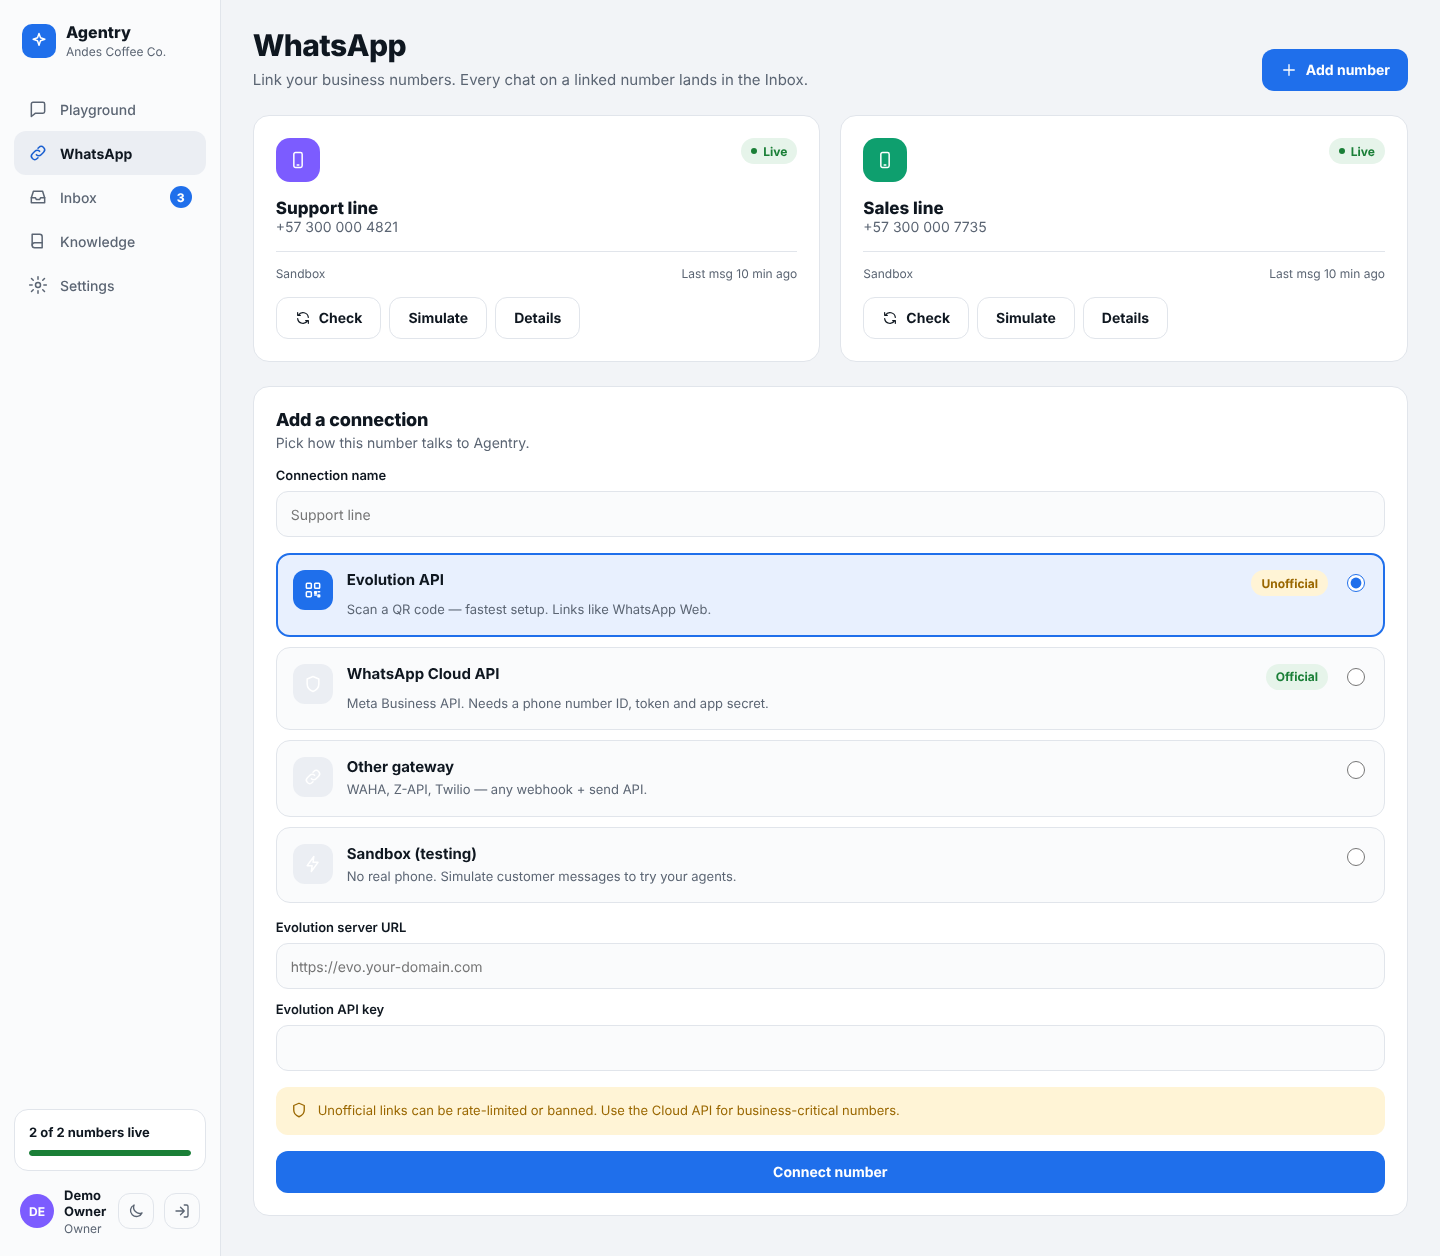 Agentry
Andes Coffee Co.
Playground
WhatsApp
Inbox
3
Knowledge
Settings
2 of 2 numbers live
DE
Demo Owner
Owner
WhatsApp
Link your business numbers. Every chat on a linked number lands in the Inbox.
Add number
Live
Support line
+57 300 000 4821
Sandbox
Last msg 10 min ago
Check
Simulate
Details
Live
Sales line
+57 300 000 7735
Sandbox
Last msg 10 min ago
Check
Simulate
Details
Add a connection
Pick how this number talks to Agentry.
Connection name
Support line
Evolution API
Unofficial
Scan a QR code — fastest setup. Links like WhatsApp Web.
WhatsApp Cloud API
Official
Meta Business API. Needs a phone number ID, token and app secret.
Other gateway
WAHA, Z-API, Twilio — any webhook + send API.
Sandbox (testing)
No real phone. Simulate customer messages to try your agents.
Evolution server URL
https://evo.your-domain.com
Evolution API key
Unofficial links can be rate-limited or banned. Use the Cloud API for business-critical numbers.
Connect number